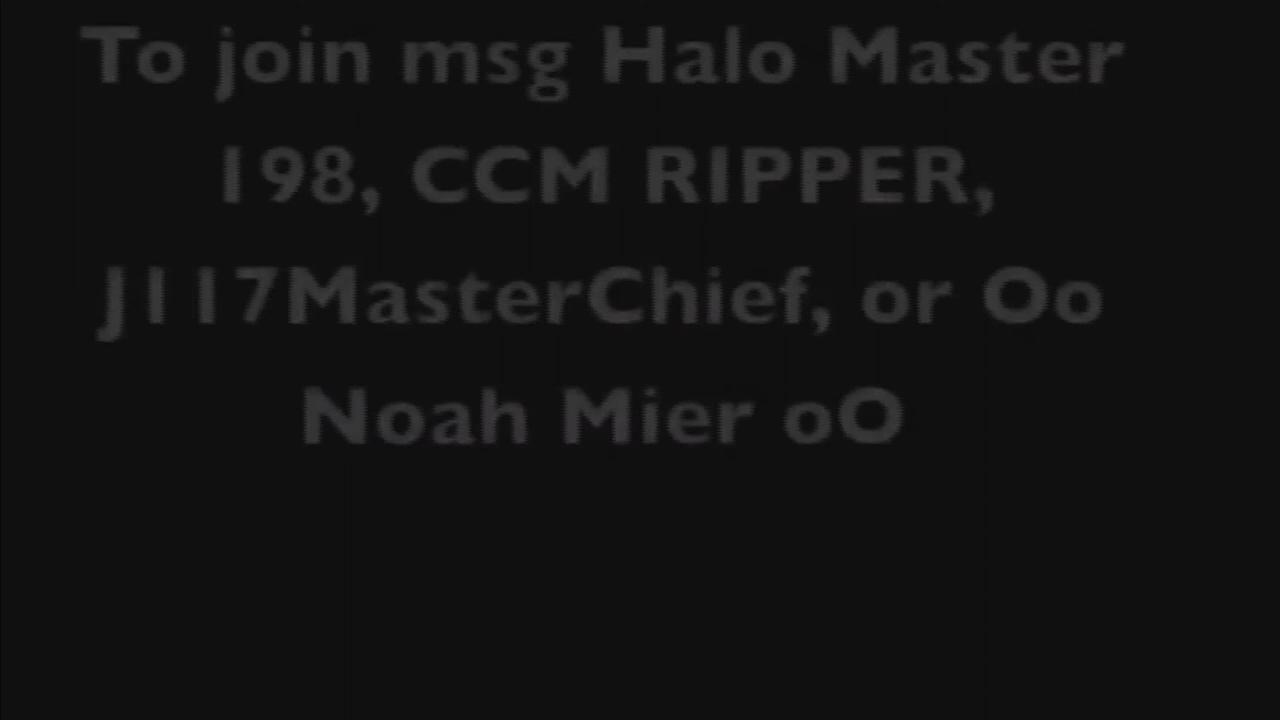 To join msg Halo Master
198, CCM RIPPER,
J117MasterChief, or Oo
Noah Mier oO